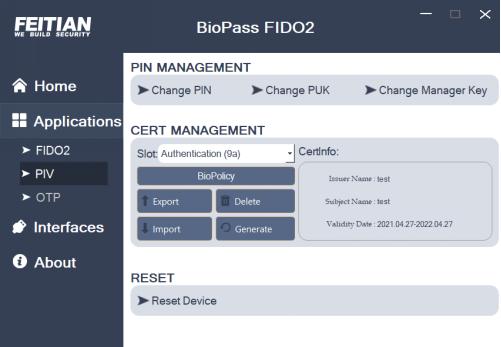 FEITIAN
WE BUILD SECURITY
BioPass FIDO2
Home
Applications
FIDO2
PIV
OTP
Interfaces
About
PIN MANAGEMENT
Change PIN Change PUK Change Manager Key
CERT MANAGEMENT
Slot: Authentication (9a)
BioPolicy
Export Delete
Import Generate
CertInfo:
Issuer Name : test
Subject Name : test
Validity Date : 2021.04.27-2022.04.27
RESET
Reset Device